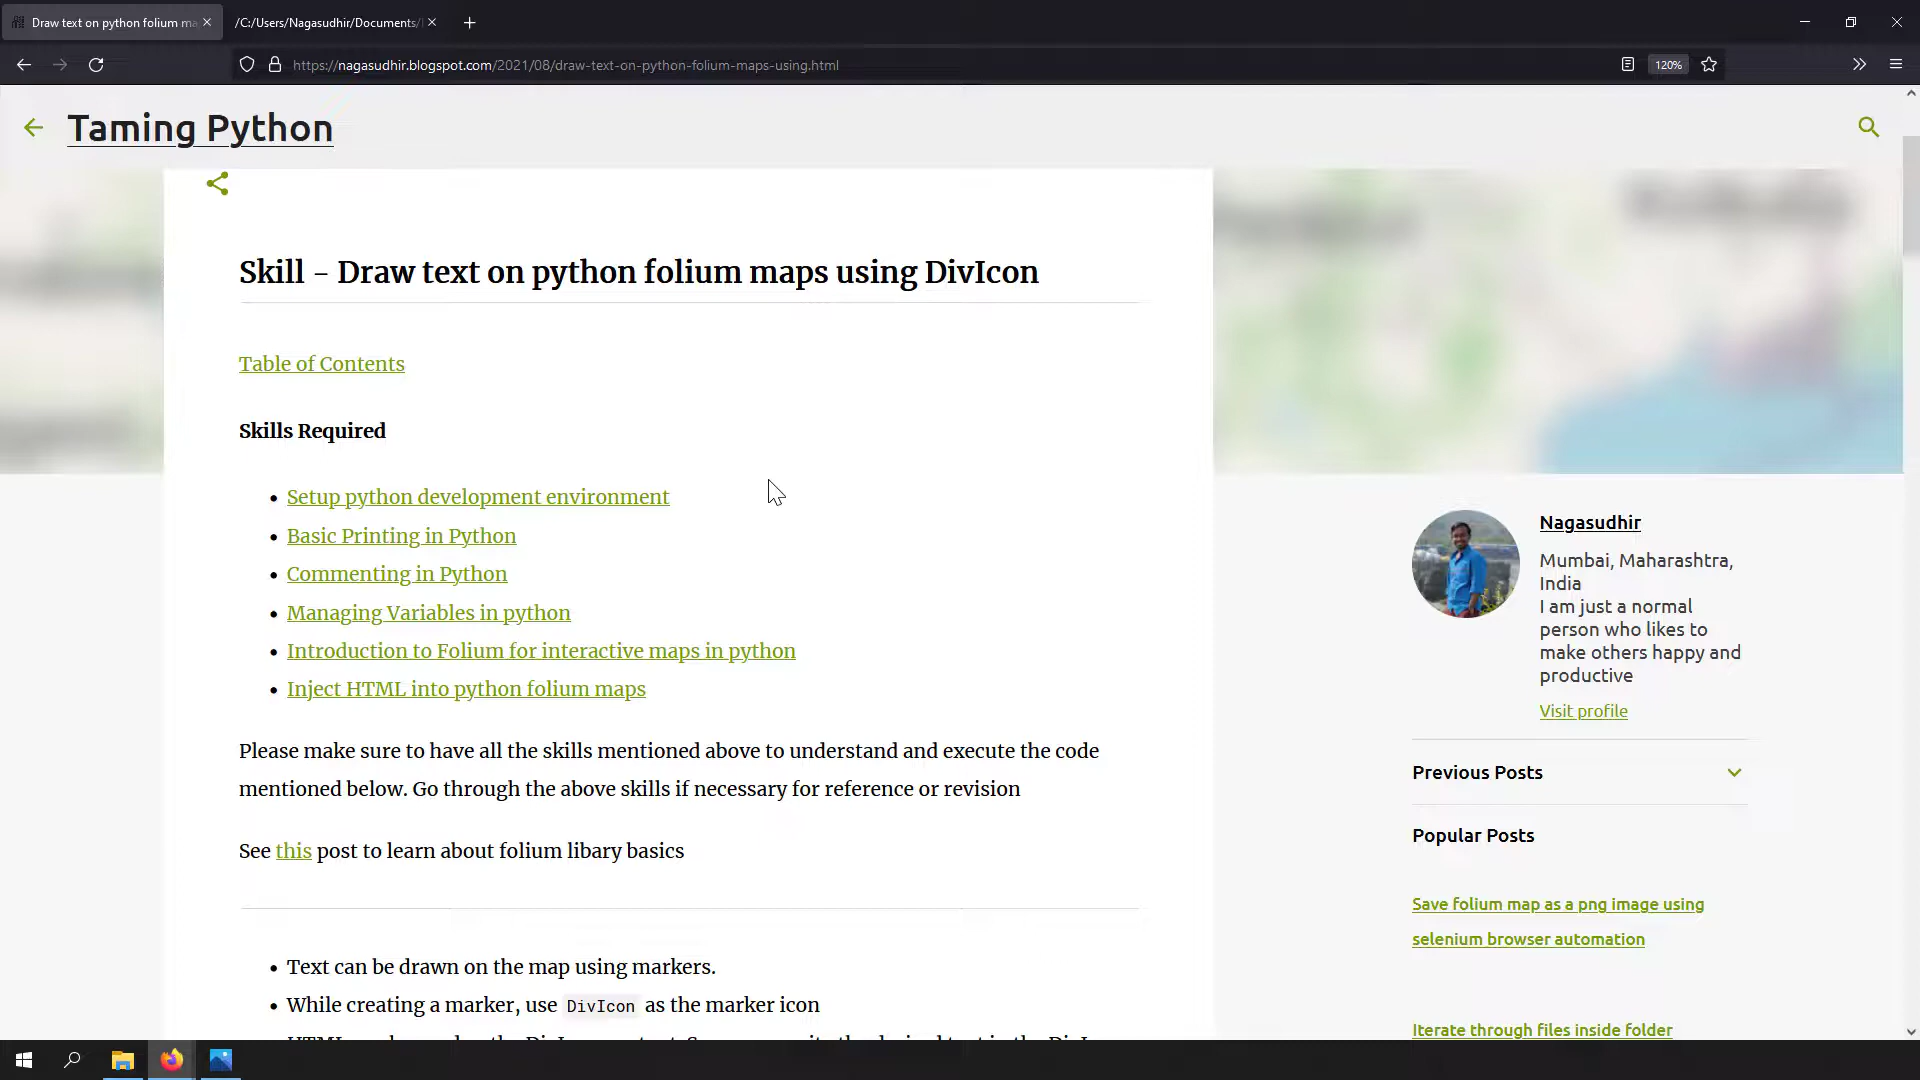 Draw text on python folium ma
/C:/Users/Nagasudhir/Documents/
https://nagasudhir.blogspot.com/2021/08/draw-text-on-python-folium-maps-using.html
120%
Taming Python
Skill - Draw text on python folium maps using DivIcon
Table of Contents
Skills Required
Setup python development environment
Basic Printing in Python
Commenting in Python
Managing Variables in python
Introduction to Folium for interactive maps in python
Inject HTML into python folium maps
Please make sure to have all the skills mentioned above to understand and execute the code
mentioned below. Go through the above skills if necessary for reference or revision
See this post to learn about folium libary basics
Text can be drawn on the map using markers.
While creating a marker, use DivIcon as the marker icon
Nagasudhir
Mumbai, Maharashtra,
India
I am just a normal
person who likes to
make others happy and
productive
Visit profile
Previous Posts
Popular Posts
Save folium map as a png image using
selenium browser automation
Iterate through files inside folder